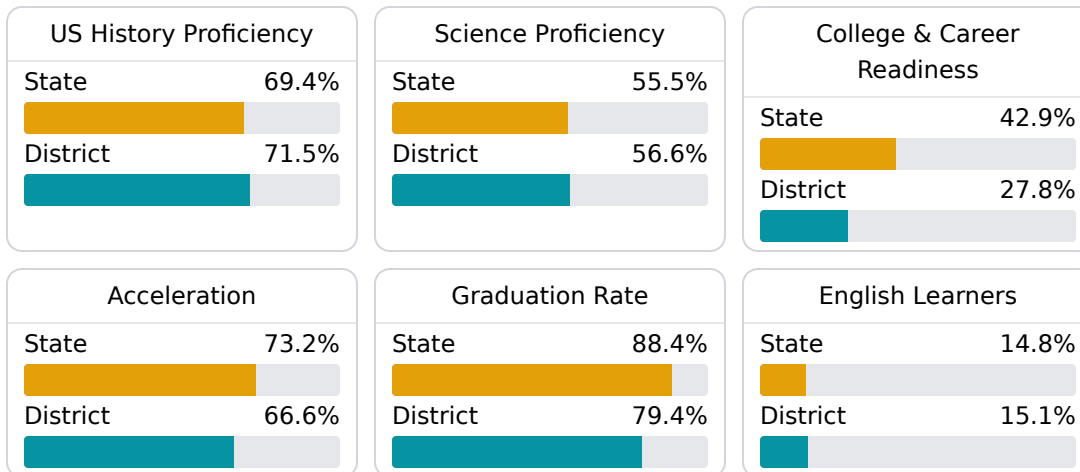 US History Proficiency
State 69.4%
District 71.5%
Science Proficiency
State 55.5%
District 56.6%
College & Career
Readiness
State 42.9%
District 27.8%
Acceleration
State 73.2%
District 66.6%
Graduation Rate
State 88.4%
District 79.4%
English Learners
State 14.8%
District 15.1%